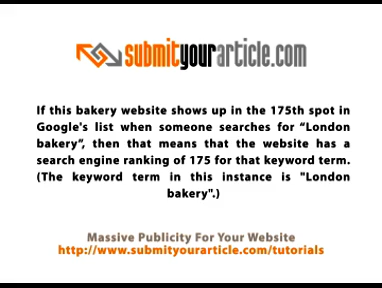 submityourarticle.com
If this bakery website shows up in the 175th spot in
Google's list when someone searches for “London
bakery”, then that means that the website has a
search engine ranking of 175 for that keyword term.
(The keyword term in this instance is "London
bakery".)
Massive Publicity For Your Website
http://www.submityourarticle.com/tutorials